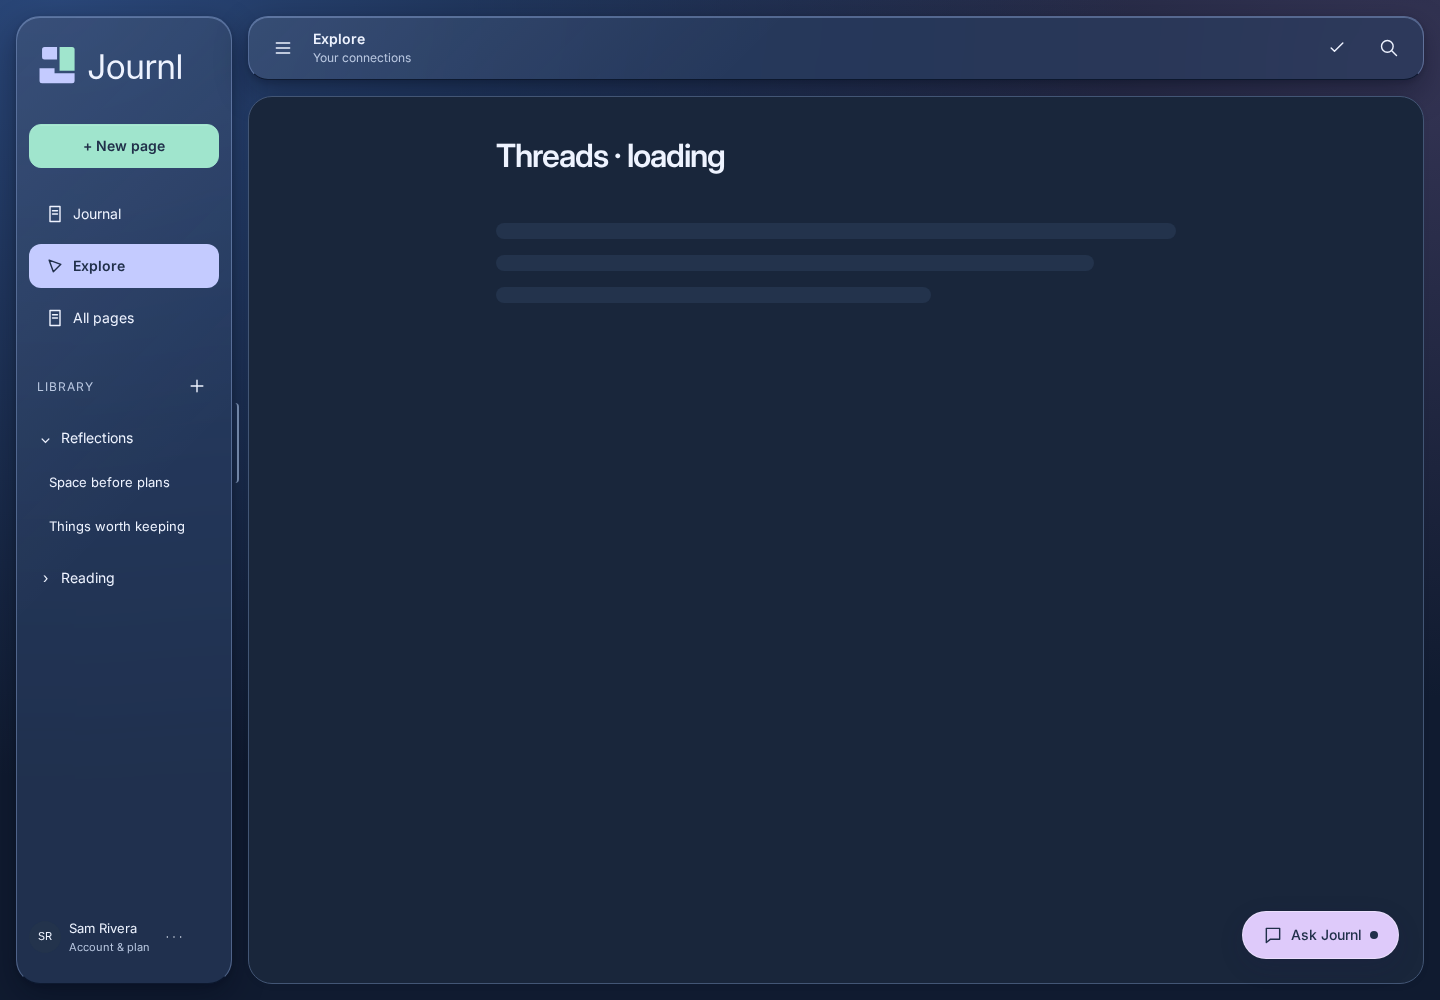 Journl
+ New page
Journal
Explore
All pages
LIBRARY
Reflections
Space before plans
Things worth keeping
Reading
SR
Sam Rivera
Account & plan
...
Explore
Your connections
Threads · loading
Ask Journl